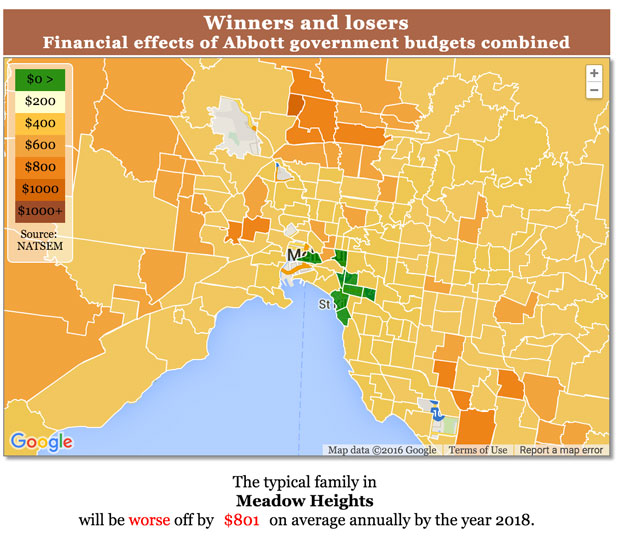 Winners and losers
Financial effects of Abbott government budgets combined
$0 >
$200
$400
$600
$800
$1000
$1000+
Source:
NATSEM
+
−
St
Google
Map data ©2016 Google
Terms of Use
Report a map error
The typical family in
Meadow Heights
will be worse off by $801 on average annually by the year 2018.